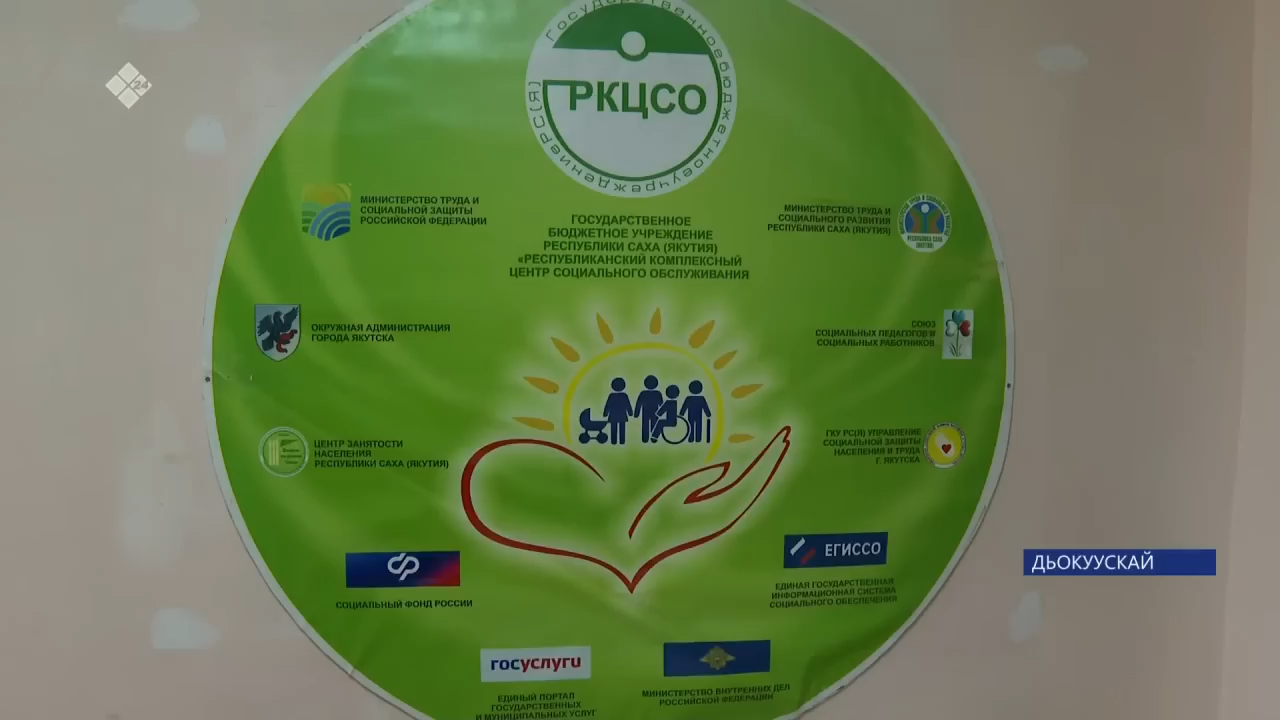 Государственноебюджетноеучреждение РС(Я)
РКЦСО
24
МИНИСТЕРСТВО ТРУДА И
СОЦИАЛЬНОЙ ЗАЩИТЫ
РОССИЙСКОЙ ФЕДЕРАЦИИ
ГОСУДАРСТВЕННОЕ
БЮДЖЕТНОЕ УЧРЕЖДЕНИЕ
РЕСПУБЛИКИ САХА (ЯКУТИЯ)
«РЕСПУБЛИКАНСКИЙ КОМПЛЕКСНЫЙ
ЦЕНТР СОЦИАЛЬНОГО ОБСЛУЖИВАНИЯ
МИНИСТЕРСТВО ТРУДА И
СОЦИАЛЬНОГО РАЗВИТИЯ
РЕСПУБЛИКИ САХА (ЯКУТИЯ)
ОКРУЖНАЯ АДМИНИСТРАЦИЯ
ГОРОДА ЯКУТСКА
СОЮЗ
СОЦИАЛЬНЫХ ПЕДАГОГОВ И
СОЦИАЛЬНЫХ РАБОТНИКОВ
ЦЕНТР ЗАНЯТОСТИ
НАСЕЛЕНИЯ
РЕСПУБЛИКИ САХА (ЯКУТИЯ)
ГКУ РС(Я) УПРАВЛЕНИЕ
СОЦИАЛЬНОЙ ЗАЩИТЫ
НАСЕЛЕНИЯ И ТРУДА
Г. ЯКУТСКА
СОЦИАЛЬНЫЙ ФОНД РОССИИ
ЕГИССО
ЕДИНАЯ ГОСУДАРСТВЕННАЯ
ИНФОРМАЦИОННАЯ СИСТЕМА
СОЦИАЛЬНОГО ОБЕСПЕЧЕНИЯ
ДЬОКУУСКАЙ
госуслуги
ЕДИНЫЙ ПОРТАЛ
ГОСУДАРСТВЕННЫХ
И МУНИЦИПАЛЬНЫХ УСЛУГ
МИНИСТЕРСТВО ВНУТРЕННИХ ДЕЛ
РОССИЙСКОЙ ФЕДЕРАЦИИ